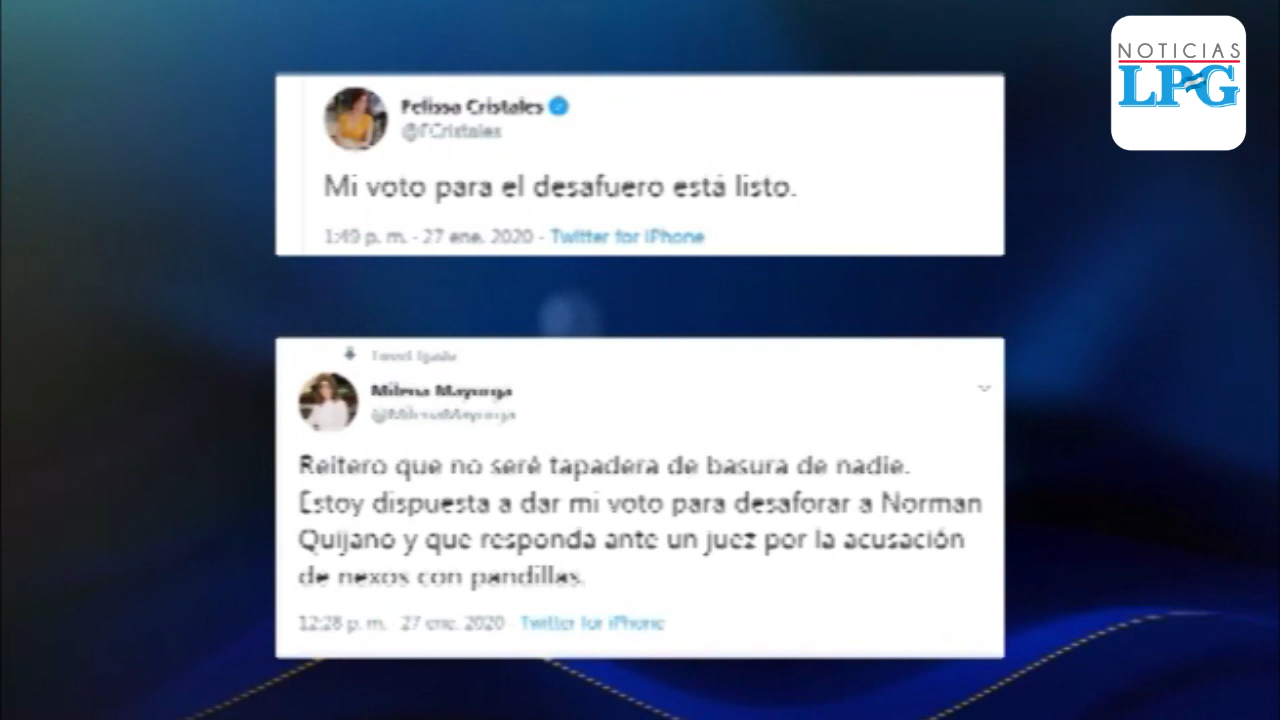 NOTICIAS
LPG
Felissa Cristales
@FCristales
Mi voto para el desafuero está listo.
1:49 p. m. - 27 ene. 2020 - Twitter for iPhone
Tweet fijado
Milena Mayorga
@MilenaMayorga
Reitero que no seré tapadera de basura de nadie.
Estoy dispuesta a dar mi voto para desaforar a Norman
Quijano y que responda ante un juez por la acusación
de nexos con pandillas.
12:28 p. m. · 27 ene. 2020 · Twitter for iPhone